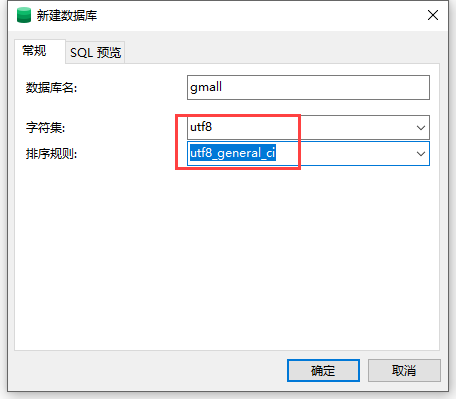 新建数据库
常规 SQL 预览
数据库名: gmall
字符集: utf8
排序规则: utf8_general_ci
确定 取消